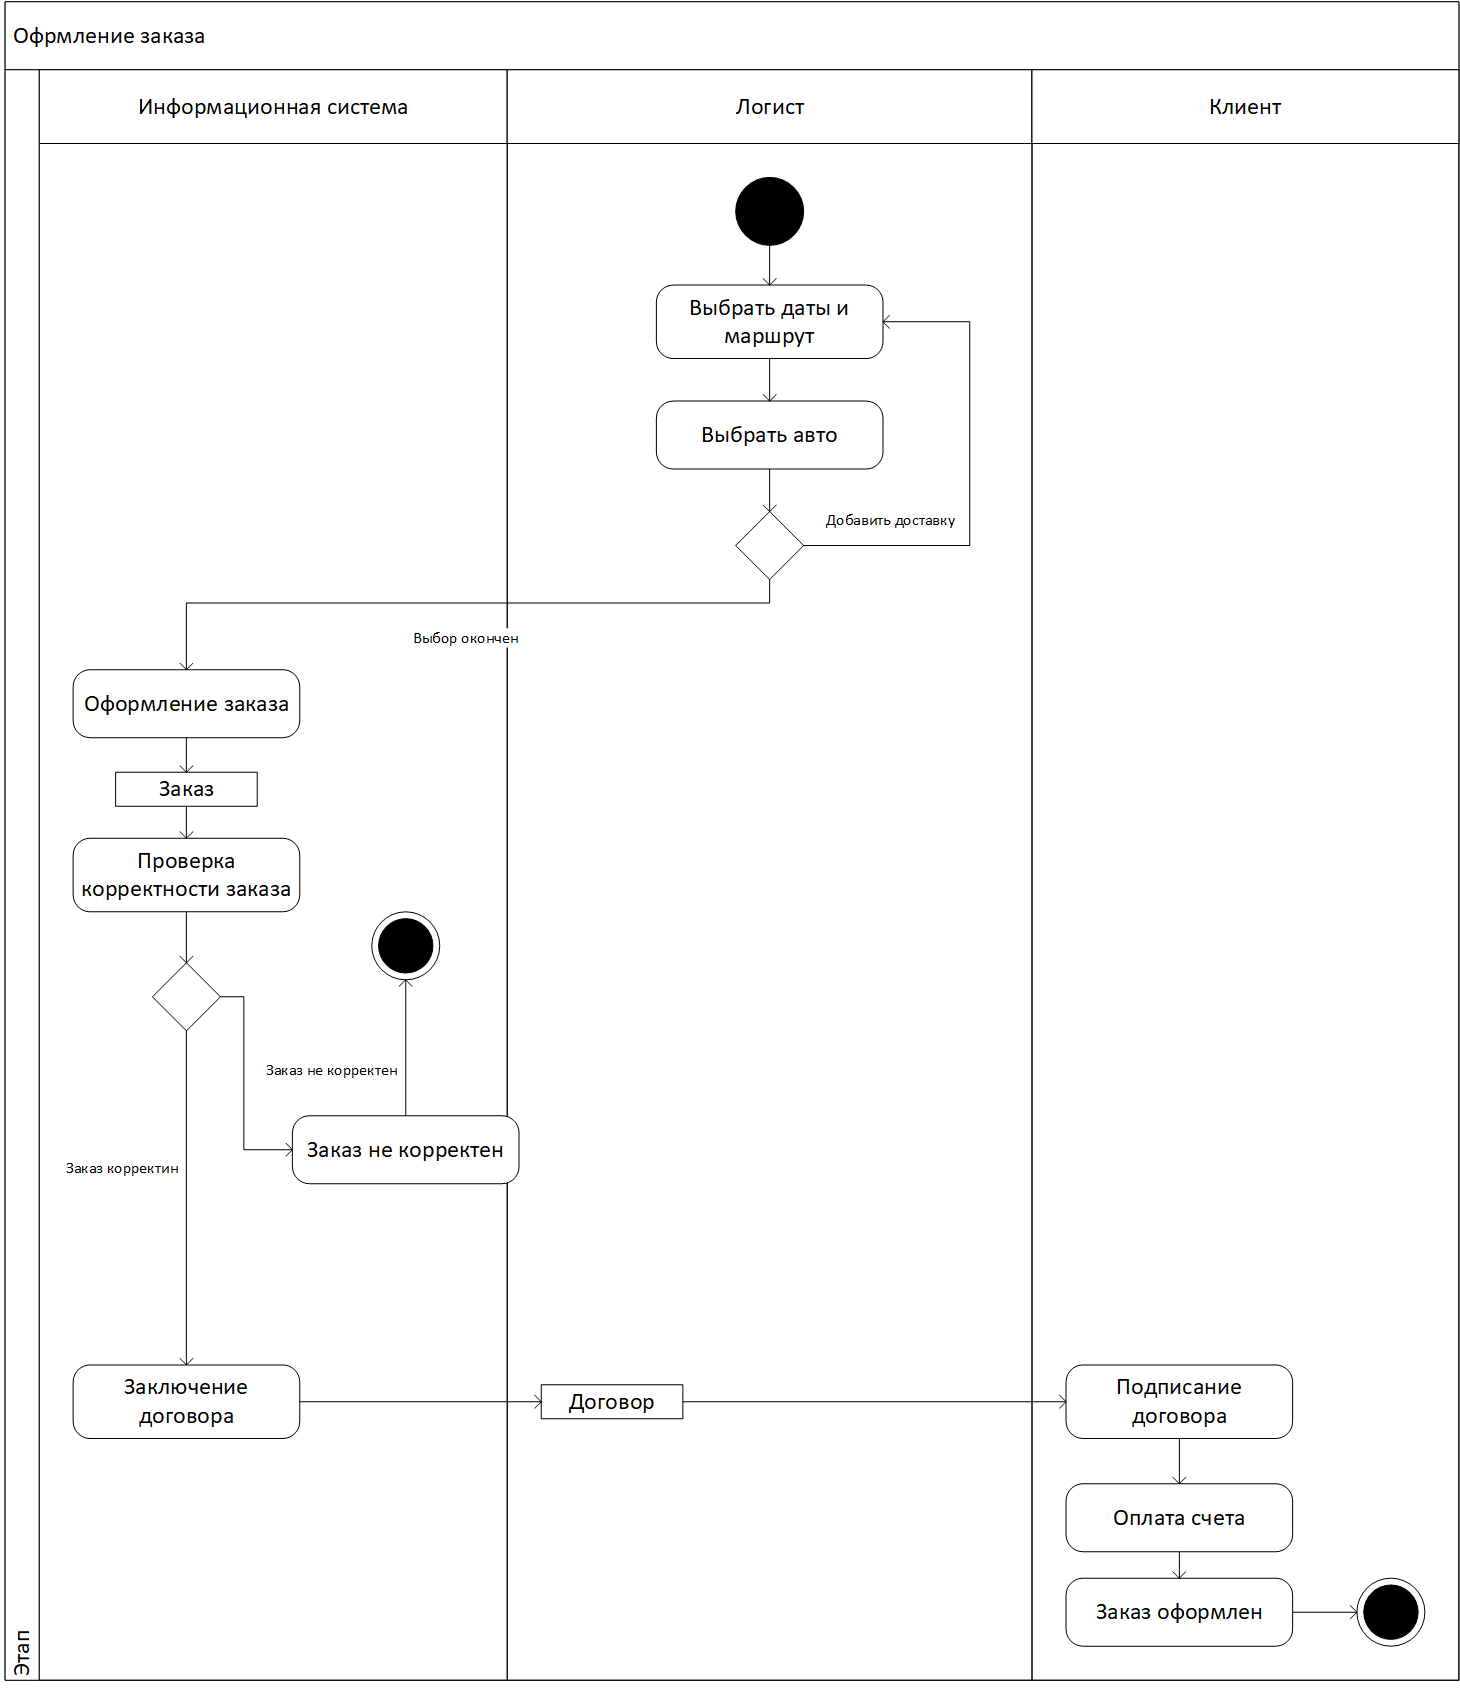 Офрмление заказа
Информационная система
Логист
Клиент
Выбрать даты и
маршрут
Выбрать авто
Добавить доставку
Выбор окончен
Оформление заказа
Заказ
Проверка
корректности заказа
Заказ не корректен
Заказ не корректен
Заказ корректин
Заключение
договора
Договор
Подписание
договора
Оплата счета
Заказ оформлен
Этап